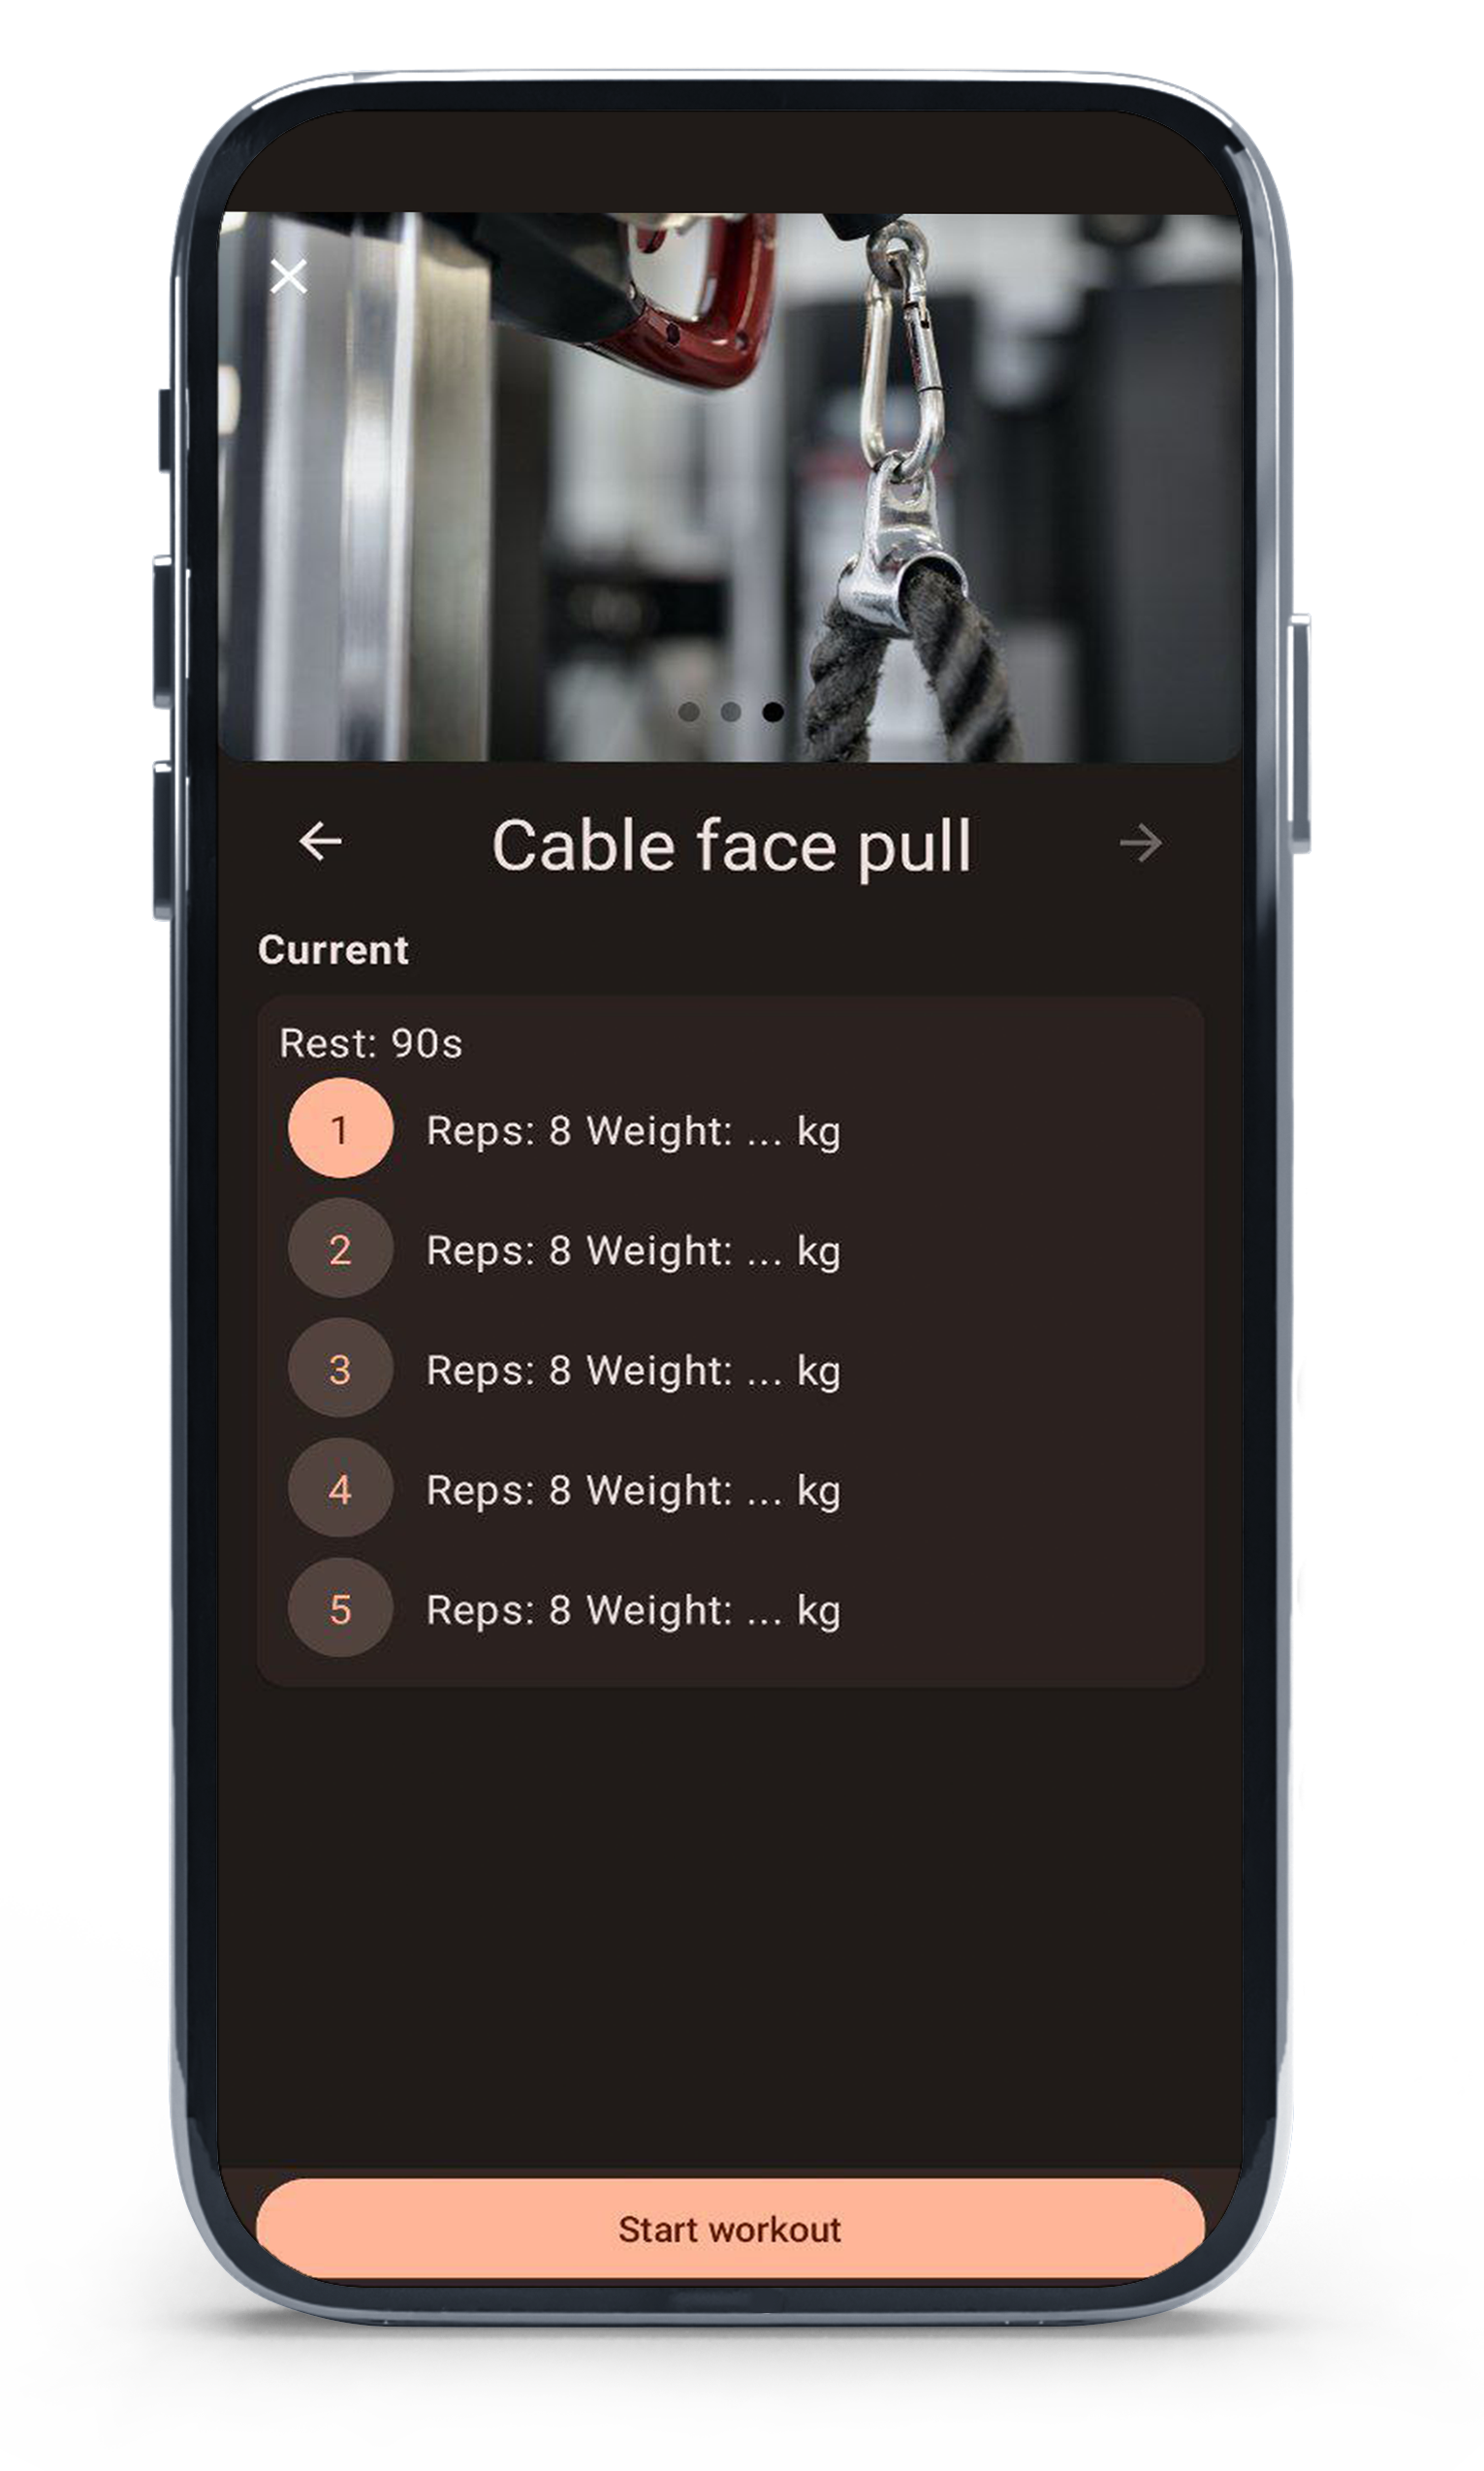 Cable face pull
Current
Rest: 90s
1 Reps: 8 Weight: ... kg
2 Reps: 8 Weight: ... kg
3 Reps: 8 Weight: ... kg
4 Reps: 8 Weight: ... kg
5 Reps: 8 Weight: ... kg
Start workout